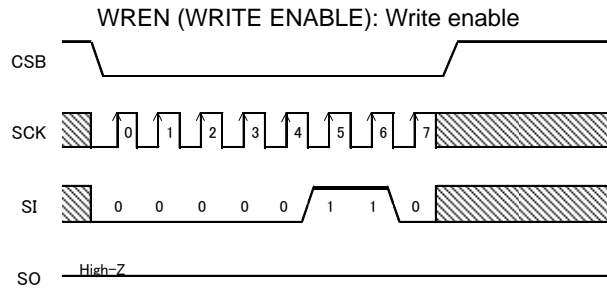 WREN (WRITE ENABLE): Write enable
CSB
SCK 0 1 2 3 4 5 6 7
SI 0 0 0 0 0 1 1 0
SO High-Z